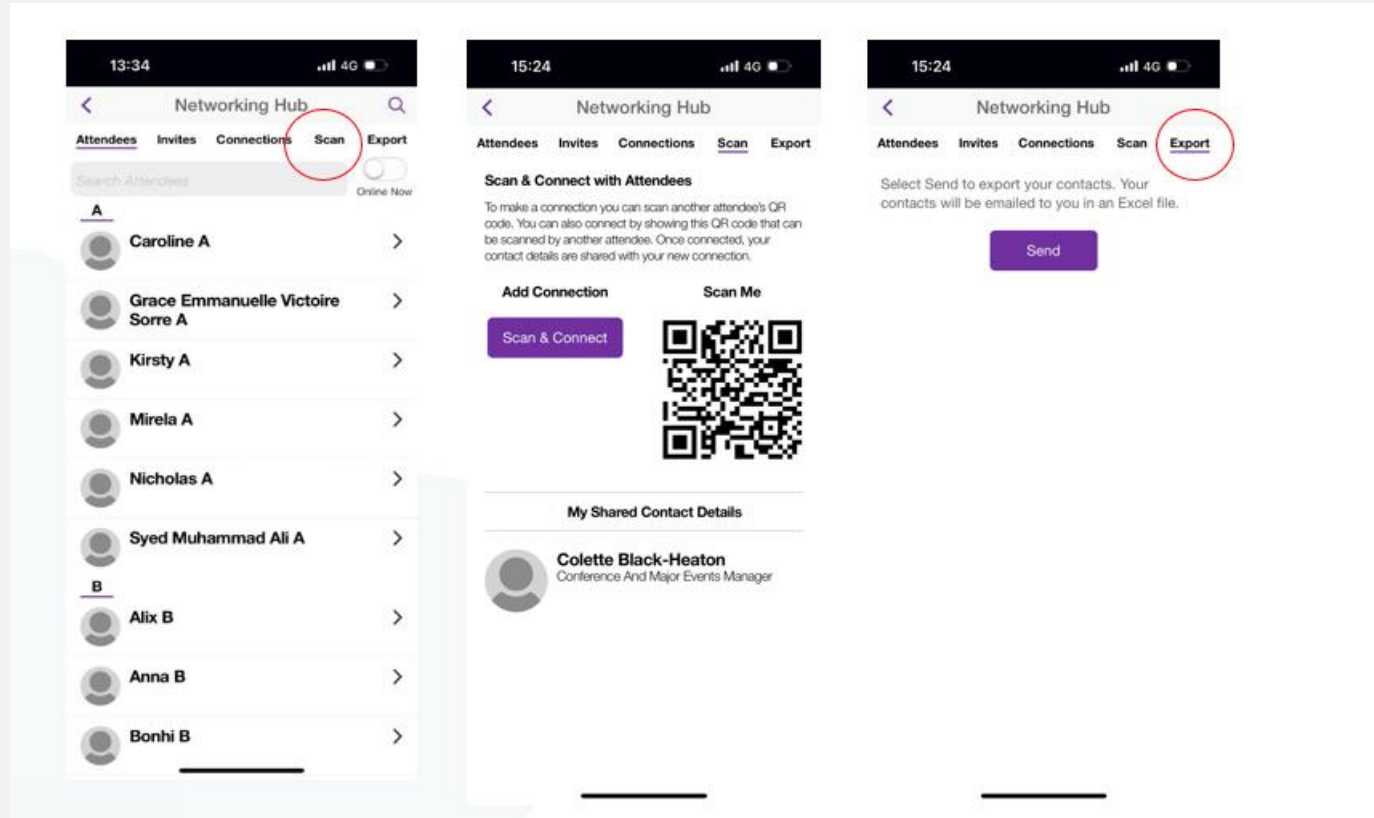 13:34
4G
Networking Hub
Attendees Invites Connections Scan Export
Search Attendees
Online Now
A
Caroline A
Grace Emmanuelle Victoire
Sorre A
Kirsty A
Mirela A
Nicholas A
Syed Muhammad Ali A
B
Alix B
Anna B
Bonhi B
15:24
4G
Networking Hub
Attendees Invites Connections Scan Export
Scan & Connect with Attendees
To make a connection you can scan another attendee's QR
code. You can also connect by showing this QR code that can
be scanned by another attendee. Once connected, your
contact details are shared with your new connection.
Add Connection
Scan & Connect
Scan Me
My Shared Contact Details
Colette Black-Heaton
Conference And Major Events Manager
15:24
4G
Networking Hub
Attendees Invites Connections Scan Export
Select Send to export your contacts. Your
contacts will be emailed to you in an Excel file.
Send